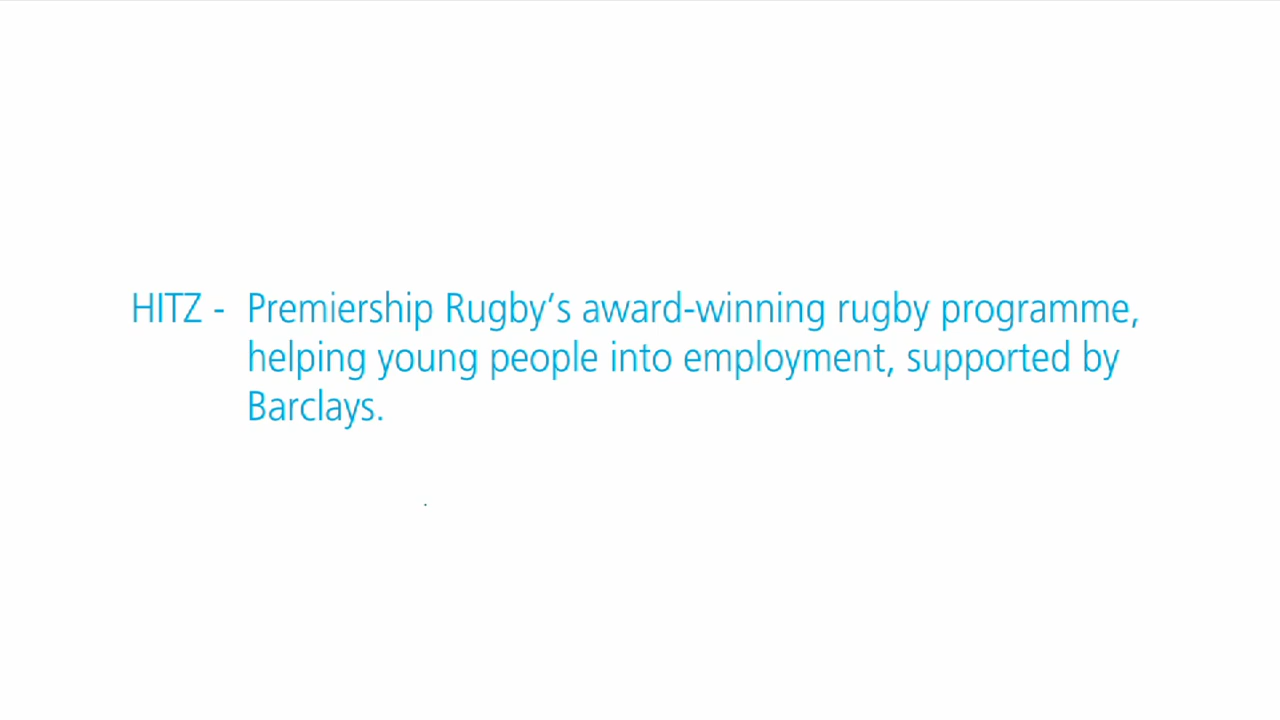 HITZ - Premiership Rugby‘s award-winning rugby programme,
helping young people into employment, supported by
Barclays.